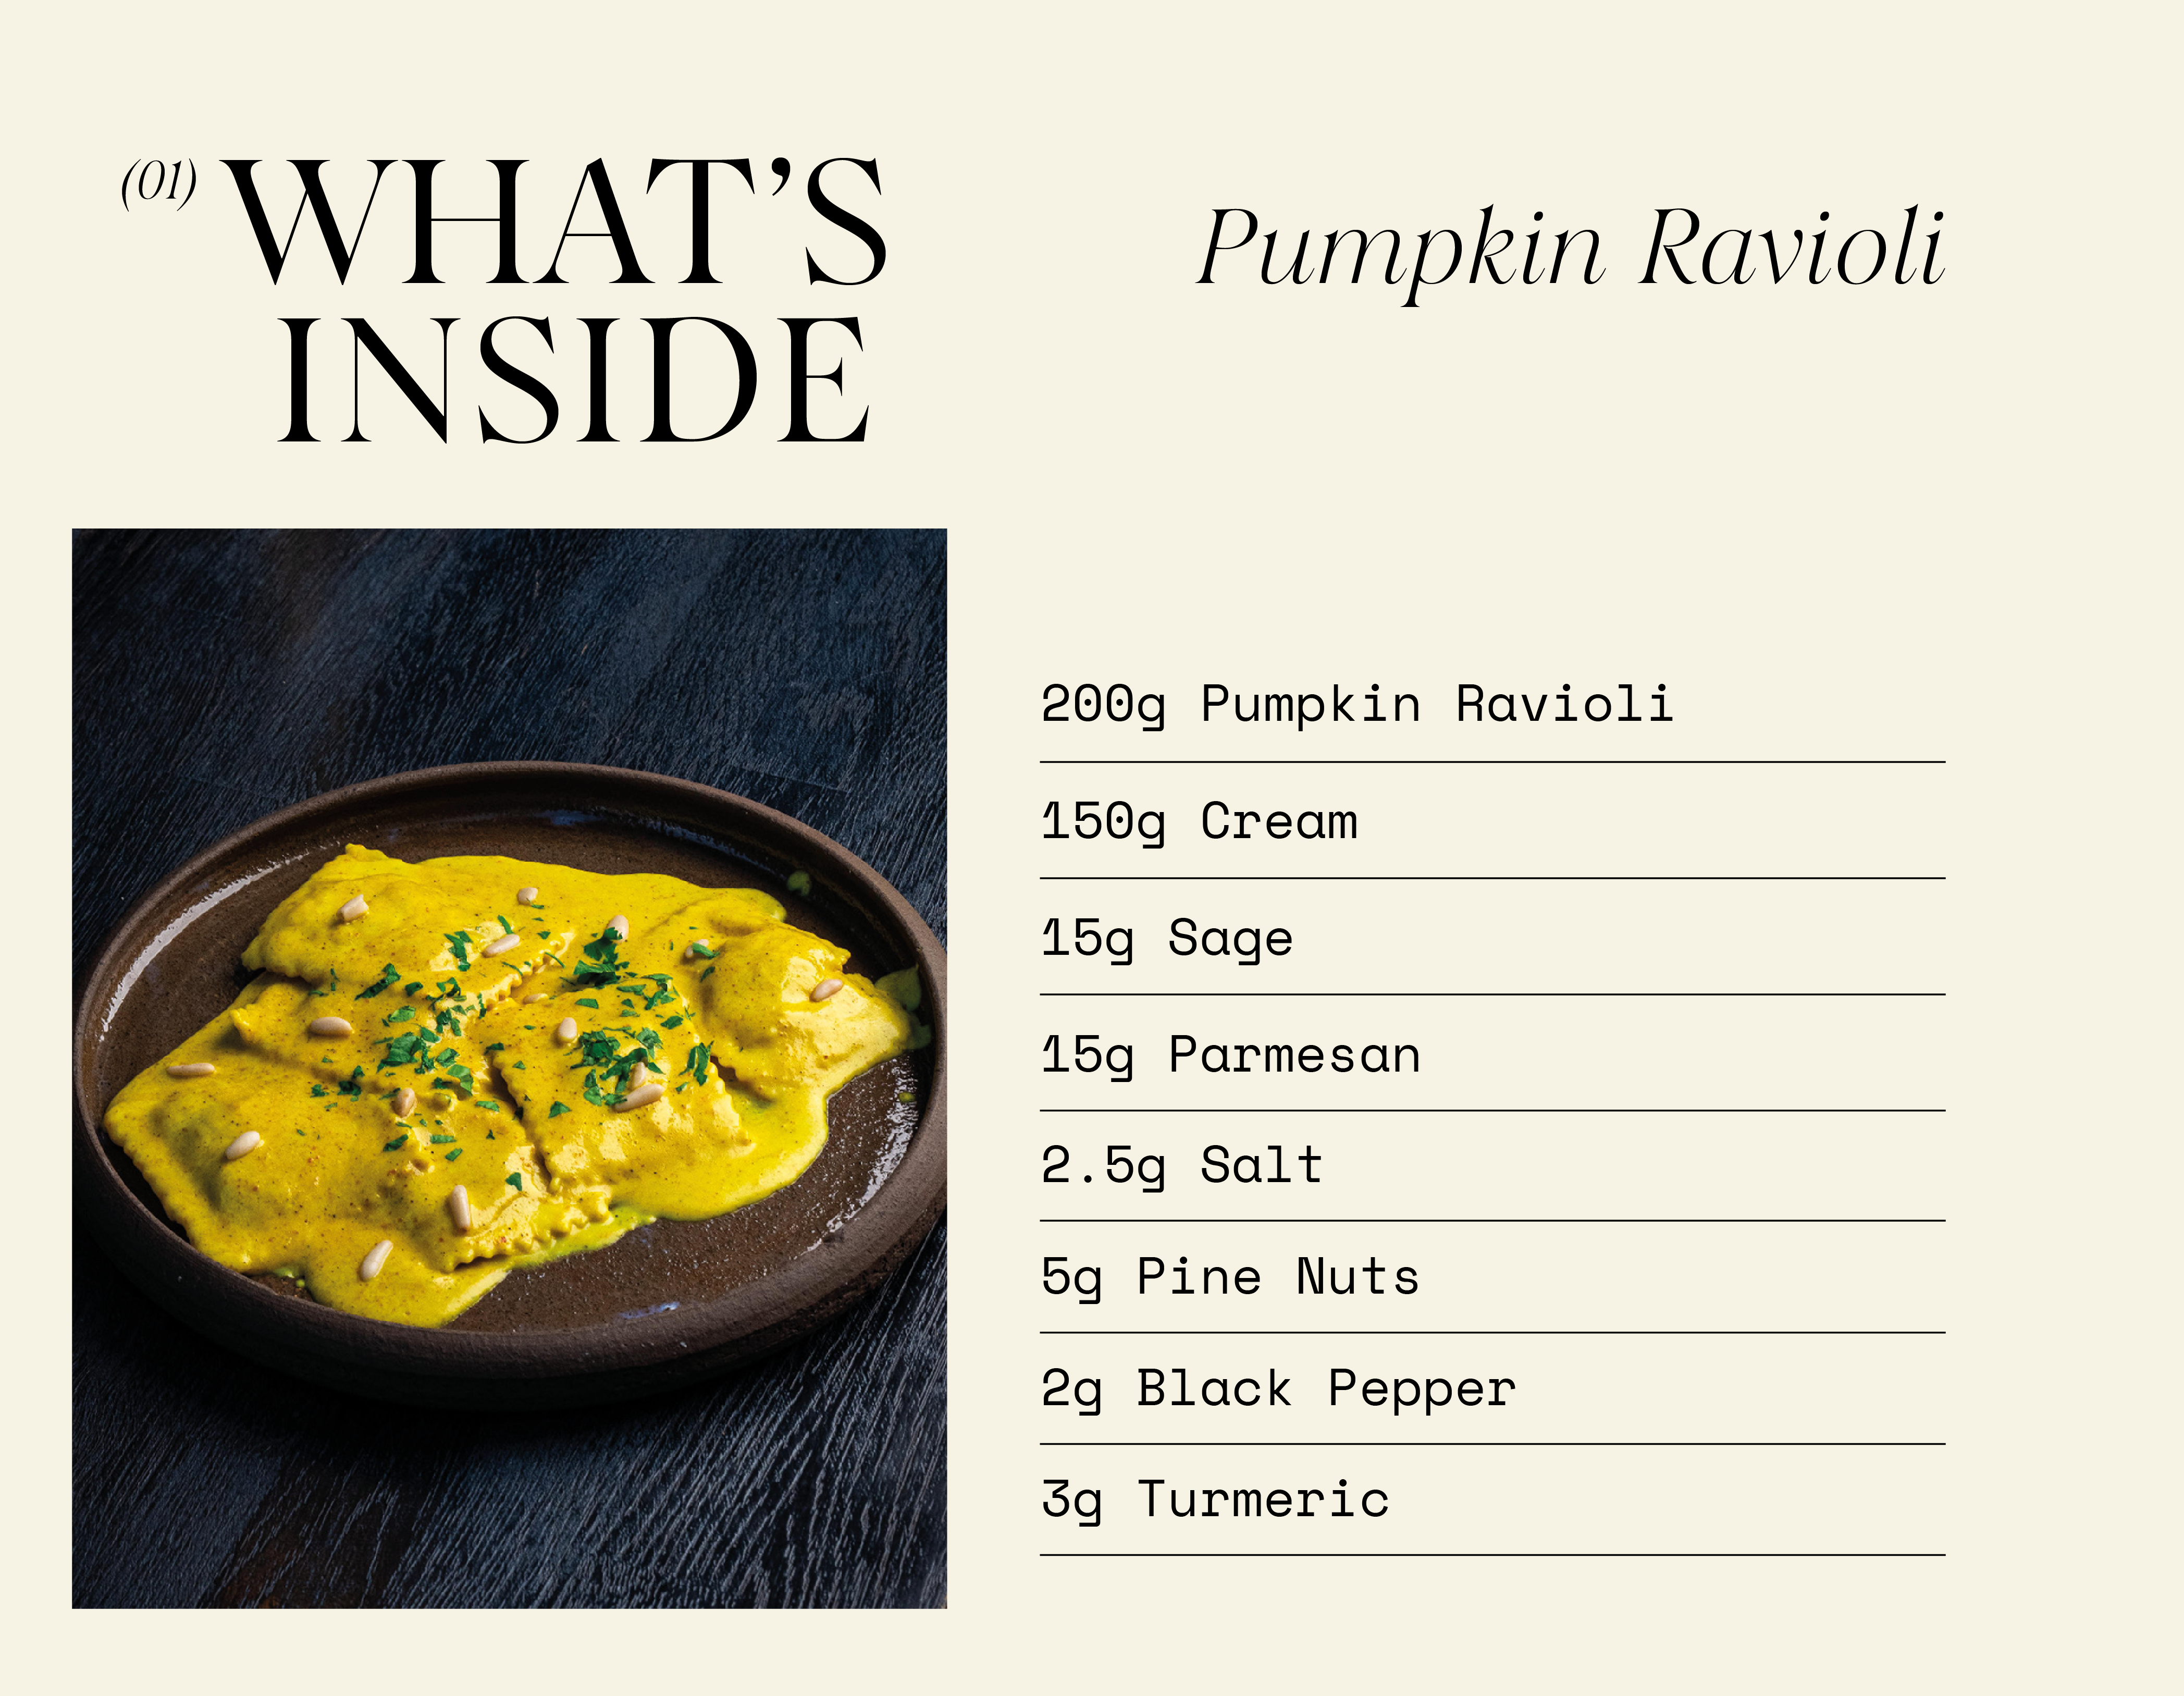 (01) WHAT’S
INSIDE
Pumpkin Ravioli
200g Pumpkin Ravioli
150g Cream
15g Sage
15g Parmesan
2.5g Salt
5g Pine Nuts
2g Black Pepper
3g Turmeric